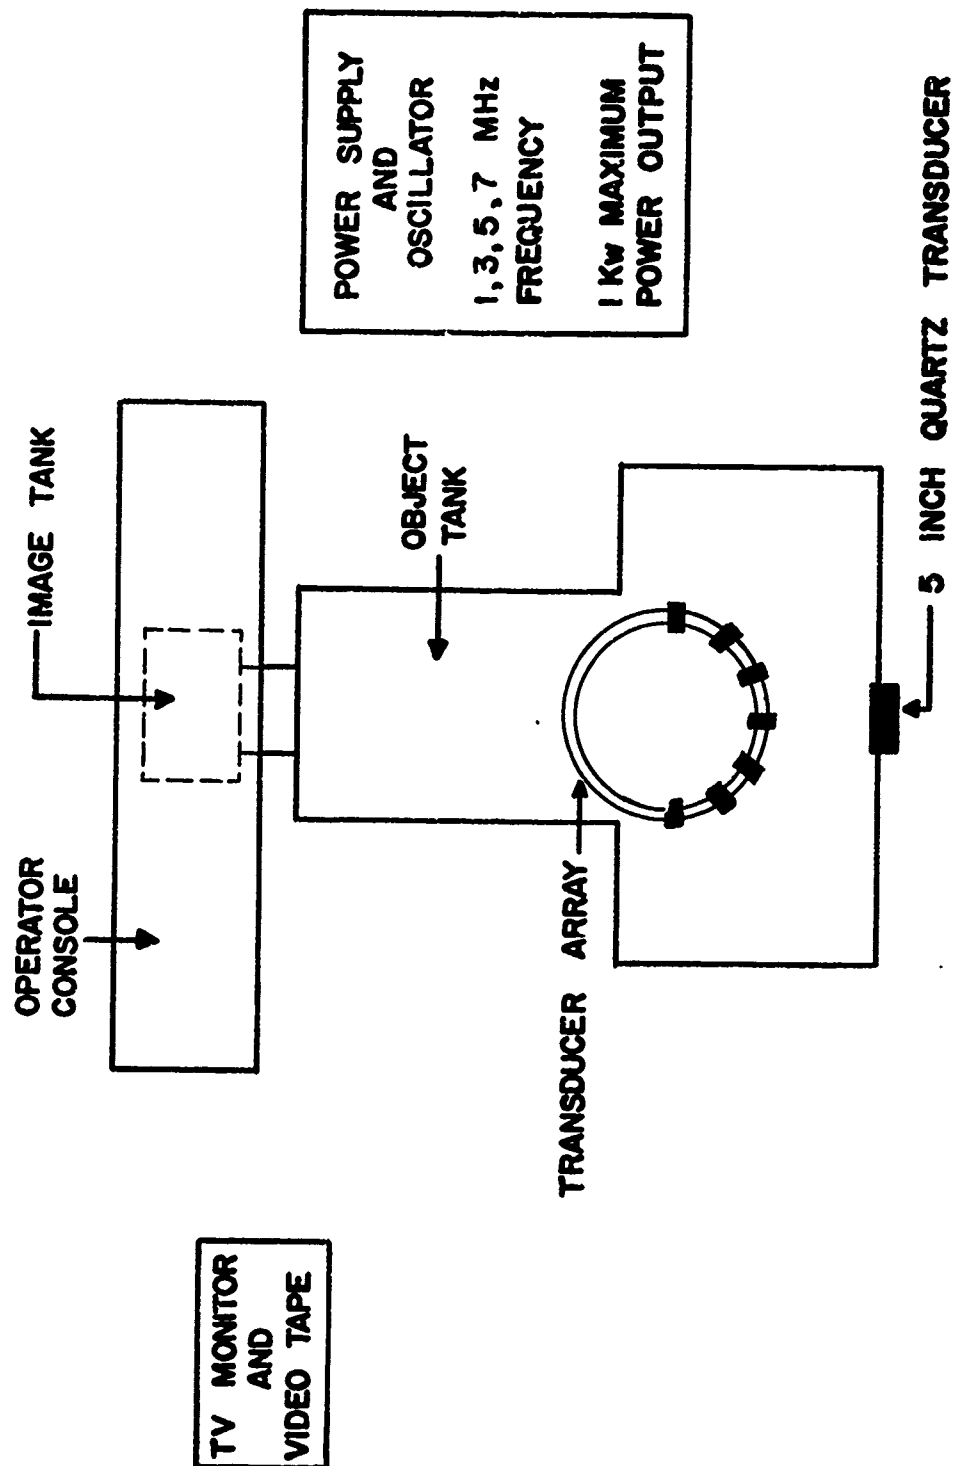 TV MONITOR
AND
VIDEO TAPE
OPERATOR
CONSOLE
IMAGE TANK
OBJECT
TANK
TRANSDUCER ARRAY
5 INCH QUARTZ TRANSDUCER
POWER SUPPLY
AND
OSCILLATOR
1,3,5,7 MHz
FREQUENCY
1 Kw MAXIMUM
POWER OUTPUT